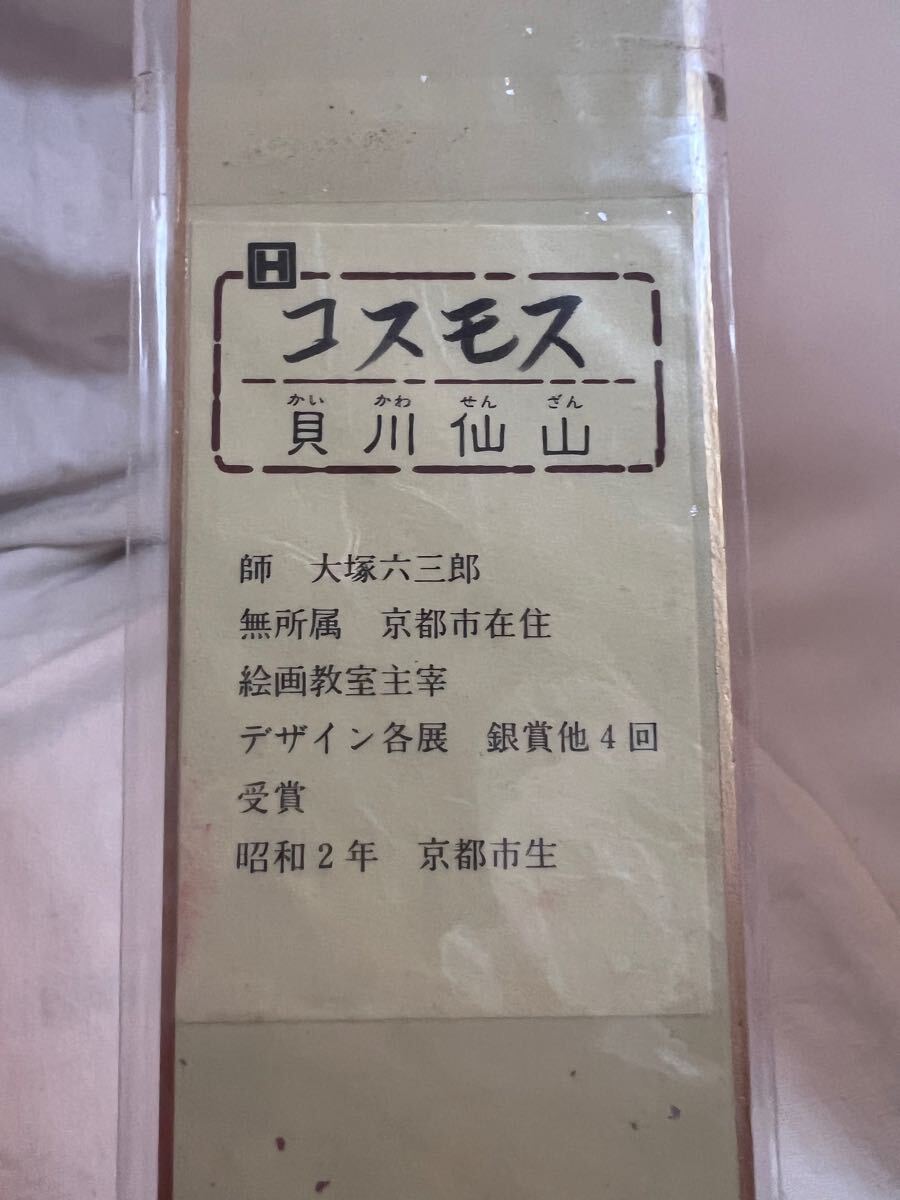 H
コスモス
かい かわ せん ざん
貝川仙山
師　大塚六三郎
無所属　京都市在住
絵画教室主宰
デザイン各展　銀賞他4回
受賞
昭和2年　京都市生